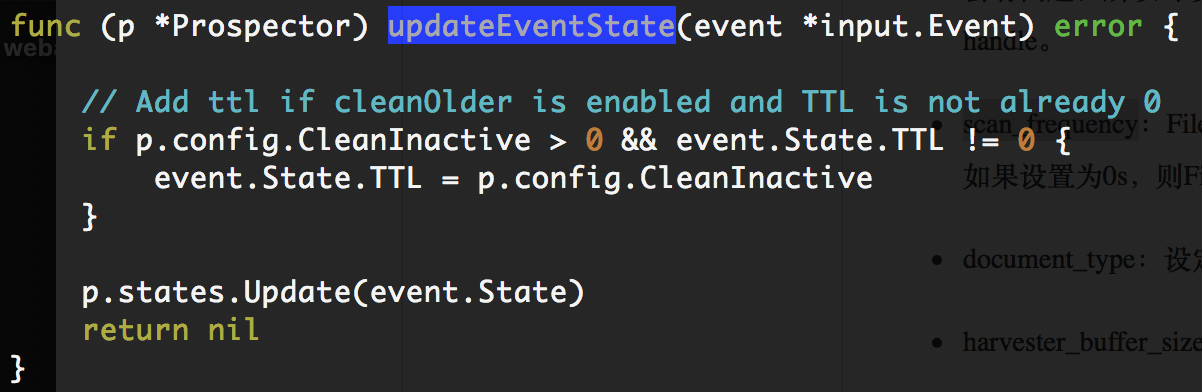 func (p *Prospector) updateEventState(event *input.Event) error {
handle。
// Add ttl if cleanOlder is enabled and TTL is not already 0
if p.config.CleanInactive > 0 && event.State.TTL != 0 {
• scan_frequency：File
event.State.TTL = p.config.CleanInactive
如果设置为0s，则Fi
}
• document_type：设定
p.states.Update(event.State)
return nil
• harvester_buffer_size
}